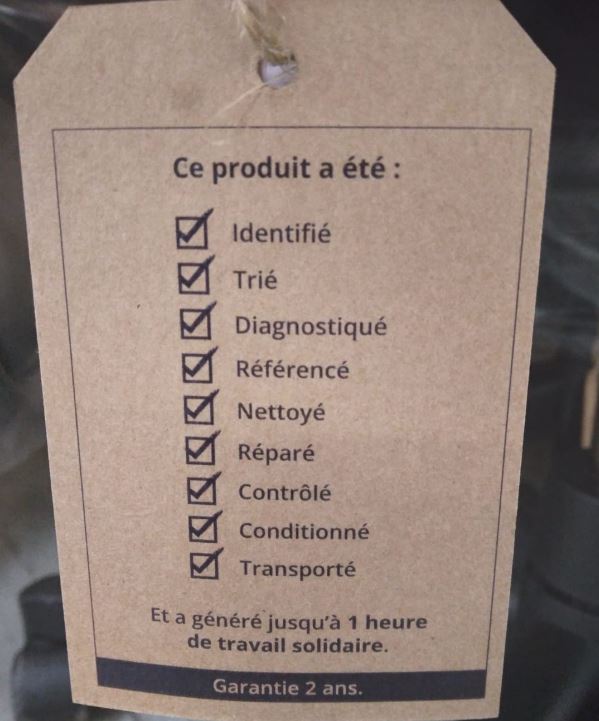 Ce produit a été :
Identifié
Trié
Diagnostiqué
Référencé
Nettoyé
Réparé
Contrôlé
Conditionné
Transporté
Et a généré jusqu'à 1 heure
de travail solidaire.
Garantie 2 ans.